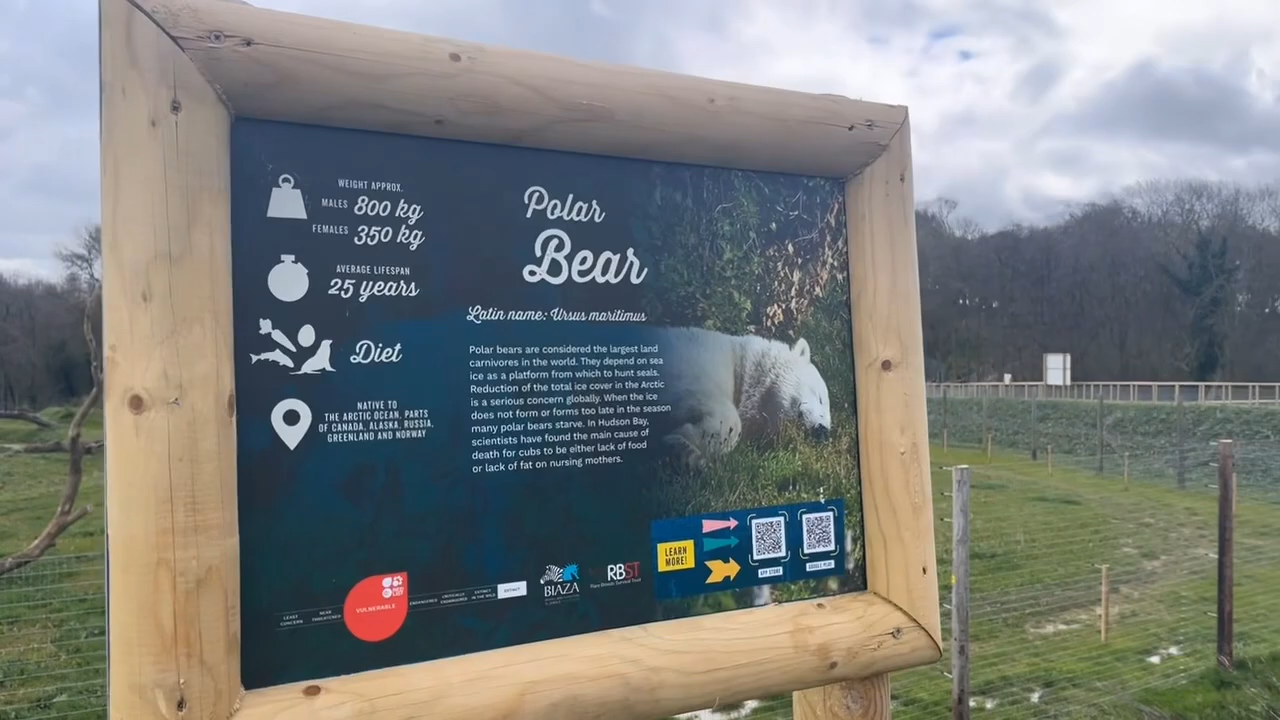 WEIGHT APPROX.
MALES 800 kg
FEMALES 350 kg
AVERAGE LIFESPAN
25 years
Diet
NATIVE TO
THE ARCTIC OCEAN, PARTS
OF CANADA, ALASKA, RUSSIA,
GREENLAND AND NORWAY
Polar
Bear
Latin name: Ursus maritimus
Polar bears are considered the largest land
carnivores in the world. They depend on sea
ice as a platform from which to hunt seals.
Reduction of the total ice cover in the Arctic
is a serious concern globally. When the ice
does not form or forms too late in the season
many polar bears starve. In Hudson Bay,
scientists have found the main cause of
death for cubs to be either lack of food
or lack of fat on nursing mothers.
LEAST
CONCERN
NEAR
THREATENED
VULNERABLE
ENDANGERED
CRITICALLY
ENDANGERED
EXTINCT
IN THE WILD
EXTINCT
BIAZA
RBST
Rare Breeds Survival Trust
LEARN
MORE!
APP STORE
GOOGLE PLAY